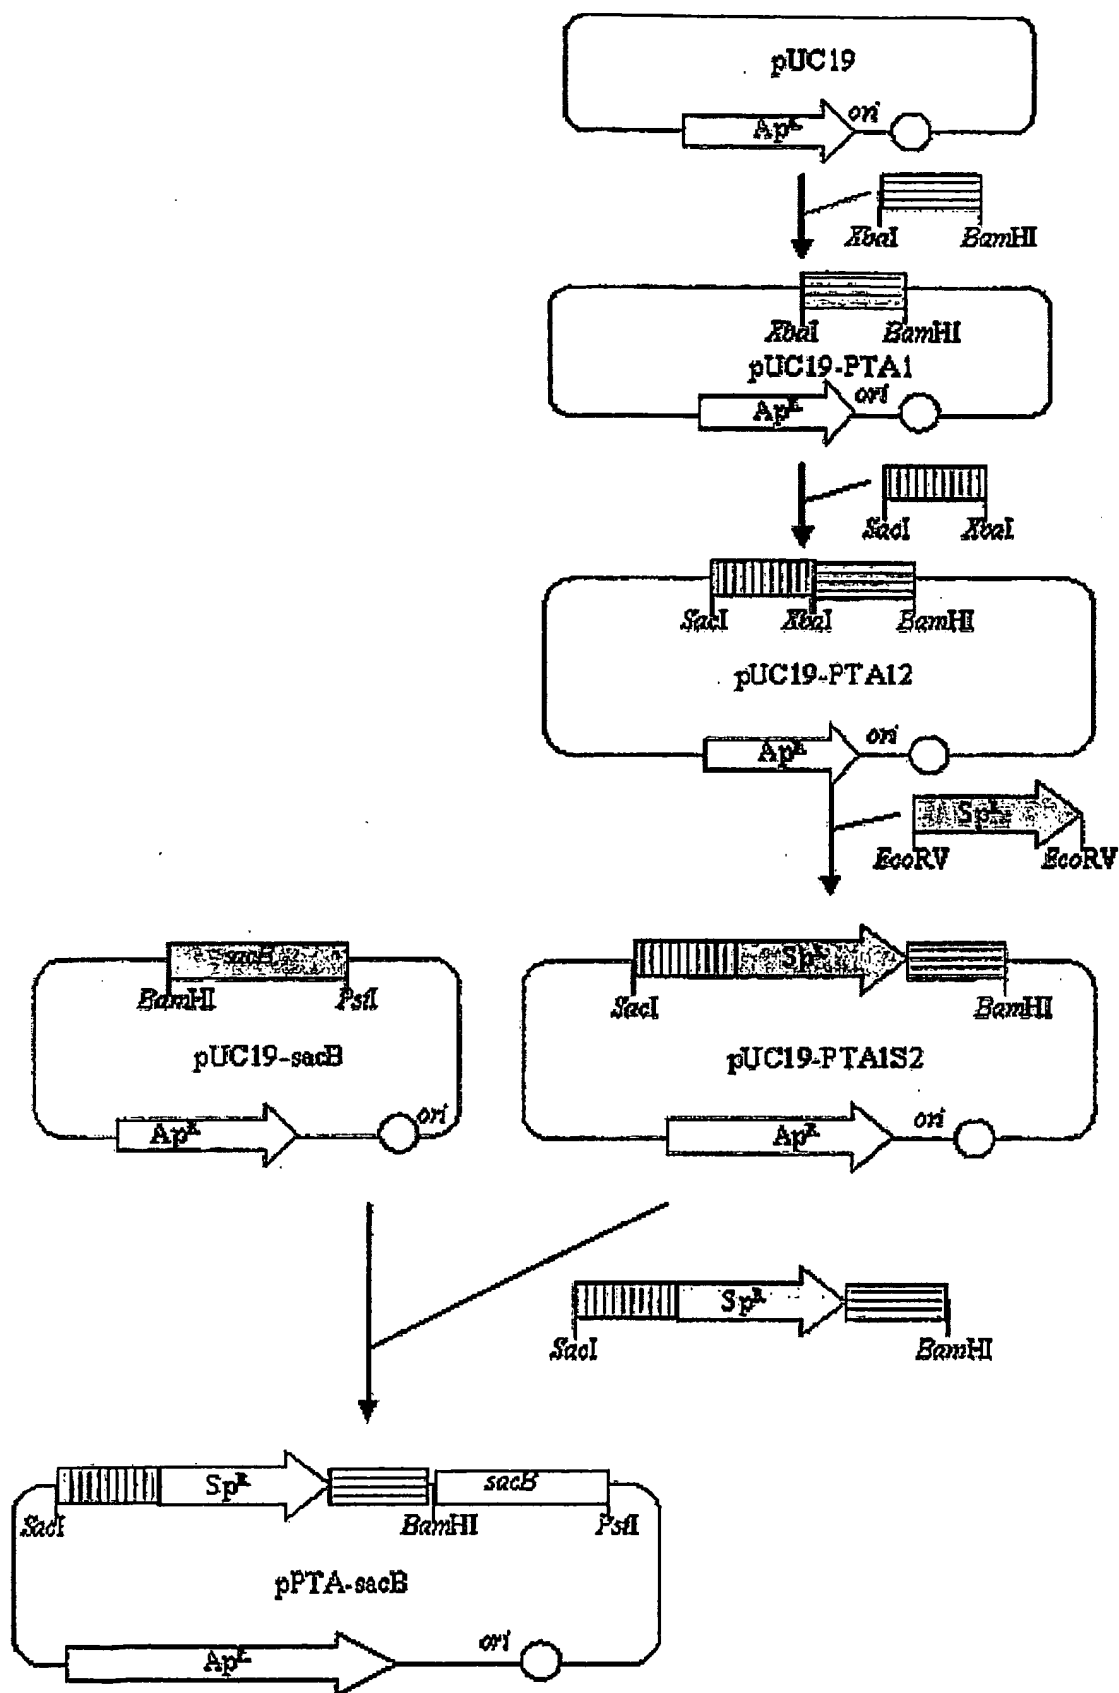 pUC19
ori
Ap^R
XbaI BamHI
XbaI BamHI
pUC19-PTA1
ori
Ap^R
SacI XbaI
SacI XbaI BamHI
pUC19-PTA12
ori
Ap^R
Sp^R
EcoRV EcoRV
sacB
BamHI PstI
pUC19-sacB
ori
Ap^R
Sp^R
SacI BamHI
pUC19-PTA1S2
ori
Ap^R
Sp^R
SacI BamHI
Sp^R sacB
SacI BamHI PstI
pPTA-sacB
ori
Ap^R